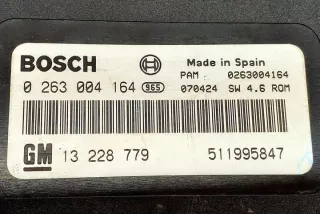 BOSCH Made in Spain
PAM 0263004164
0 263 004 164 965 070424 SW 4.6 ROM
GM 13 228 779 511995847